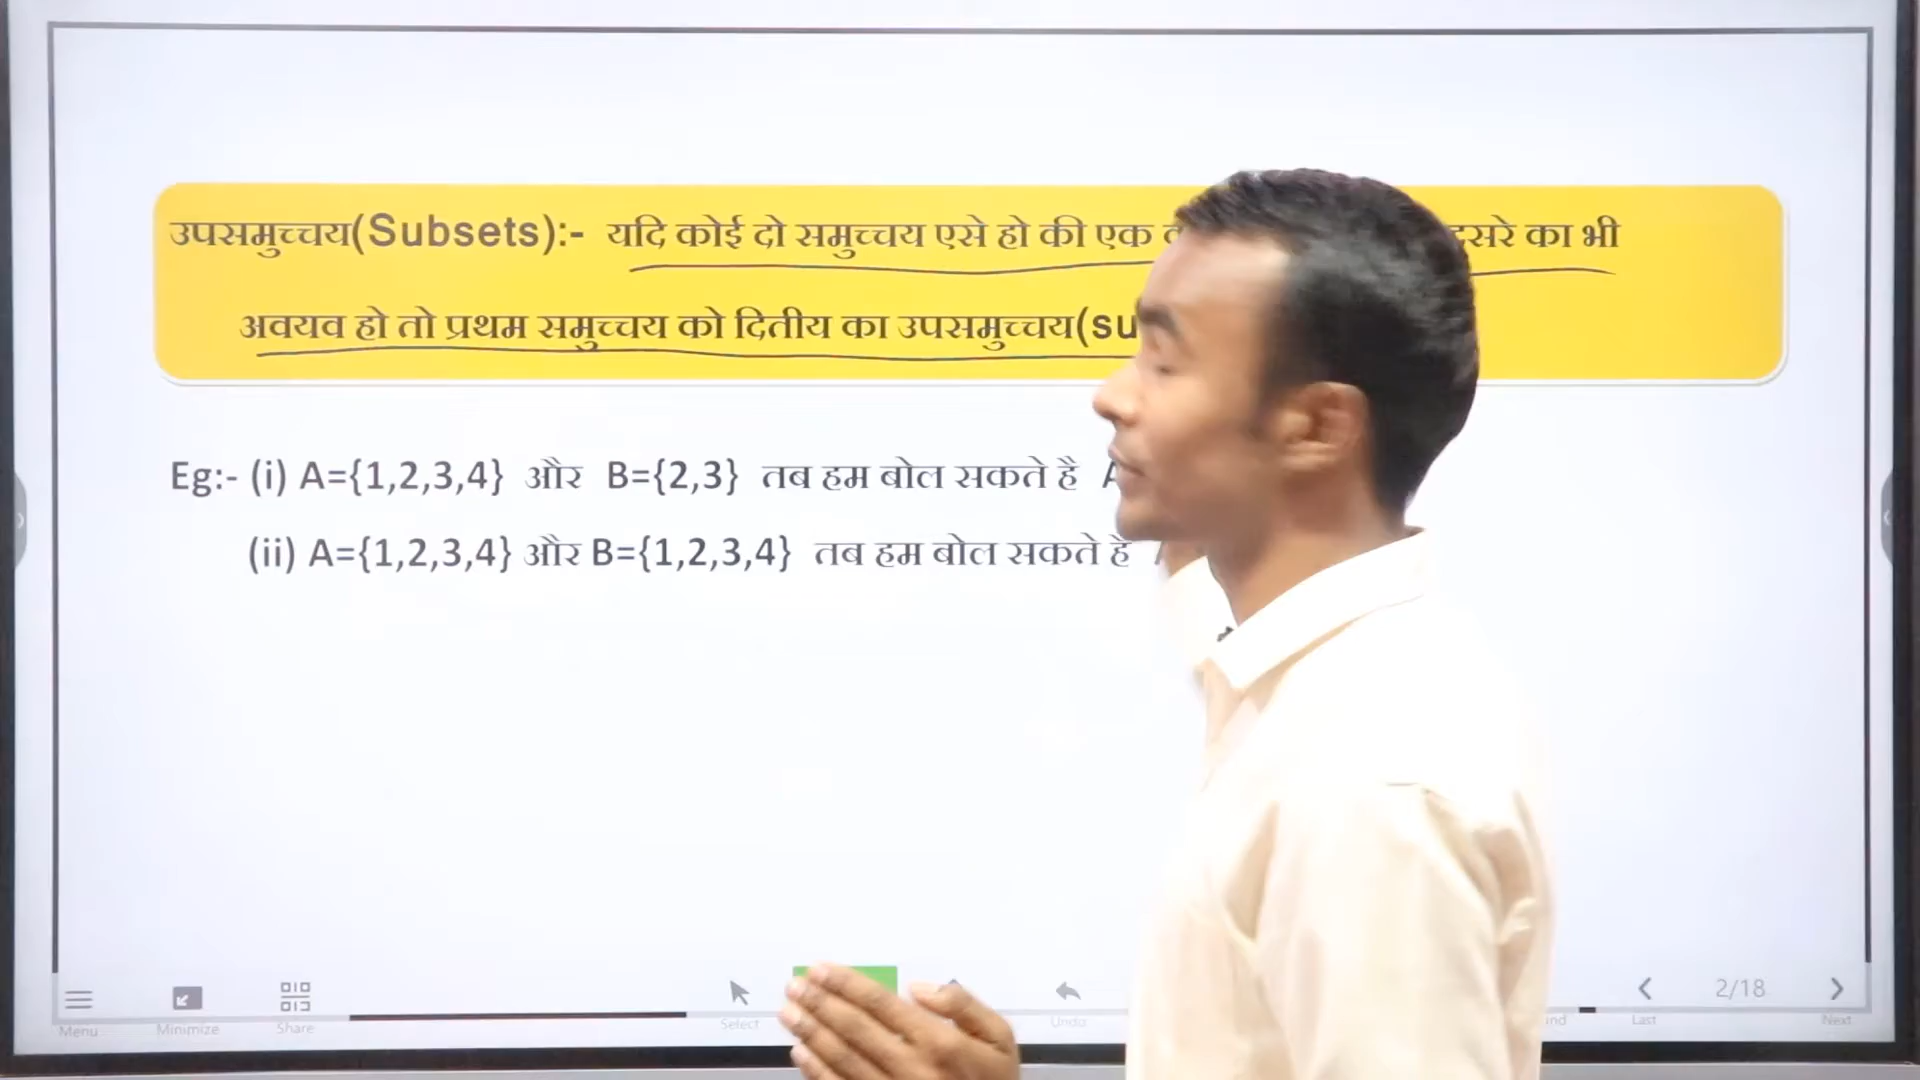 उपसमुच्चय(Subsets):- यदि कोई दो समुच्चय एसे हो की एक दुसरे का भी
अवयव हो तो प्रथम समुच्चय को दितीय का उपसमुच्चय(su
Eg:- (i) A={1,2,3,4} और B={2,3} तब हम बोल सकते है
(ii) A={1,2,3,4} और B={1,2,3,4} तब हम बोल सकते है
Menu Minimize Share Select Undo Last 2/18 Next